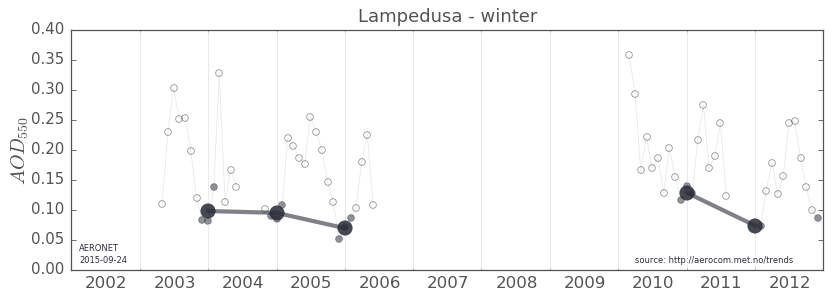 Lampedusa - winter
0.40
0.35
0.30
0.25
0.20
0.15
0.10
0.05
0.00
AOD550
AERONET
2015-09-24
source: http://aerocom.met.no/trends
2002 2003 2004 2005 2006 2007 2008 2009 2010 2011 2012